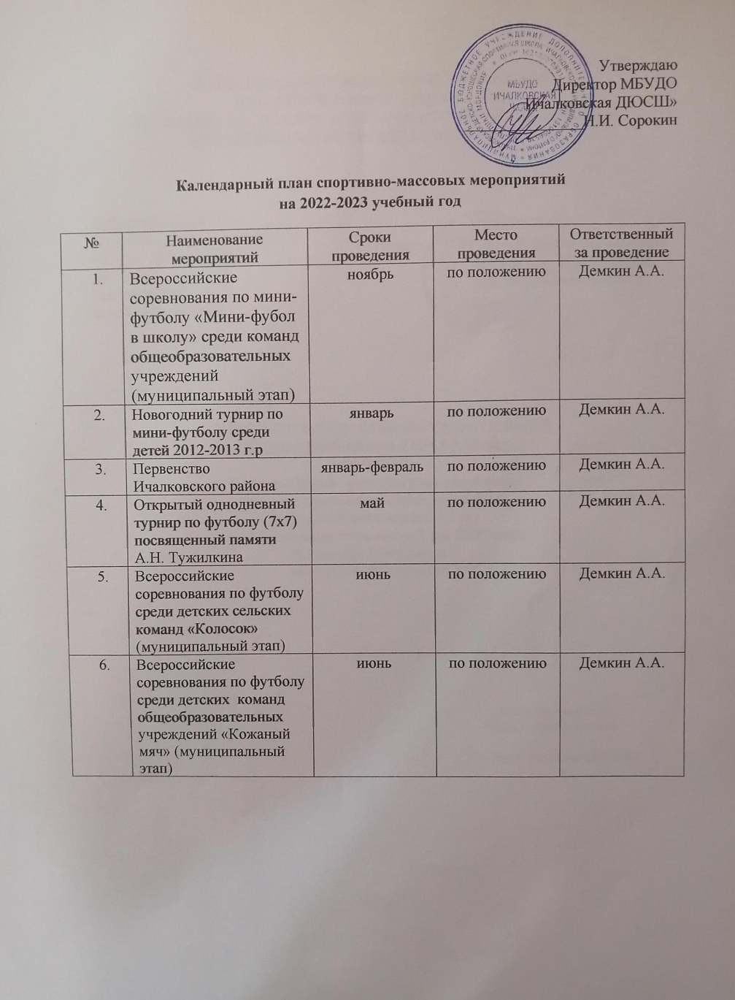 Утверждаю
Директор МБУДО
Ичалковская ДЮСШ»
Н.И. Сорокин
МБУДО
ИЧАЛКОВСКАЯ
Календарный план спортивно-массовых мероприятий
на 2022-2023 учебный год
№ Наименование мероприятий Сроки проведения Место проведения Ответственный за проведение
1. Всероссийские ноябрь по положению Демкин А.А.
соревнования по мини-
футболу «Мини-фубол
в школу» среди команд
общеобразовательных
учреждений
(муниципальный этап)
2. Новогодний турнир по январь по положению Демкин А.А.
мини-футболу среди
детей 2012-2013 г.р
3. Первенство январь-февраль по положению Демкин А.А.
Ичалковского района
4. Открытый однодневный май по положению Демкин А.А.
турнир по футболу (7х7)
посвященный памяти
А.Н. Тужилкина
5. Всероссийские июнь по положению Демкин А.А.
соревнования по футболу
среди детских сельских
команд «Колосок»
(муниципальный этап)
6. Всероссийские июнь по положению Демкин А.А.
соревнования по футболу
среди детских команд
общеобразовательных
учреждений «Кожаный
мяч» (муниципальный
этап)